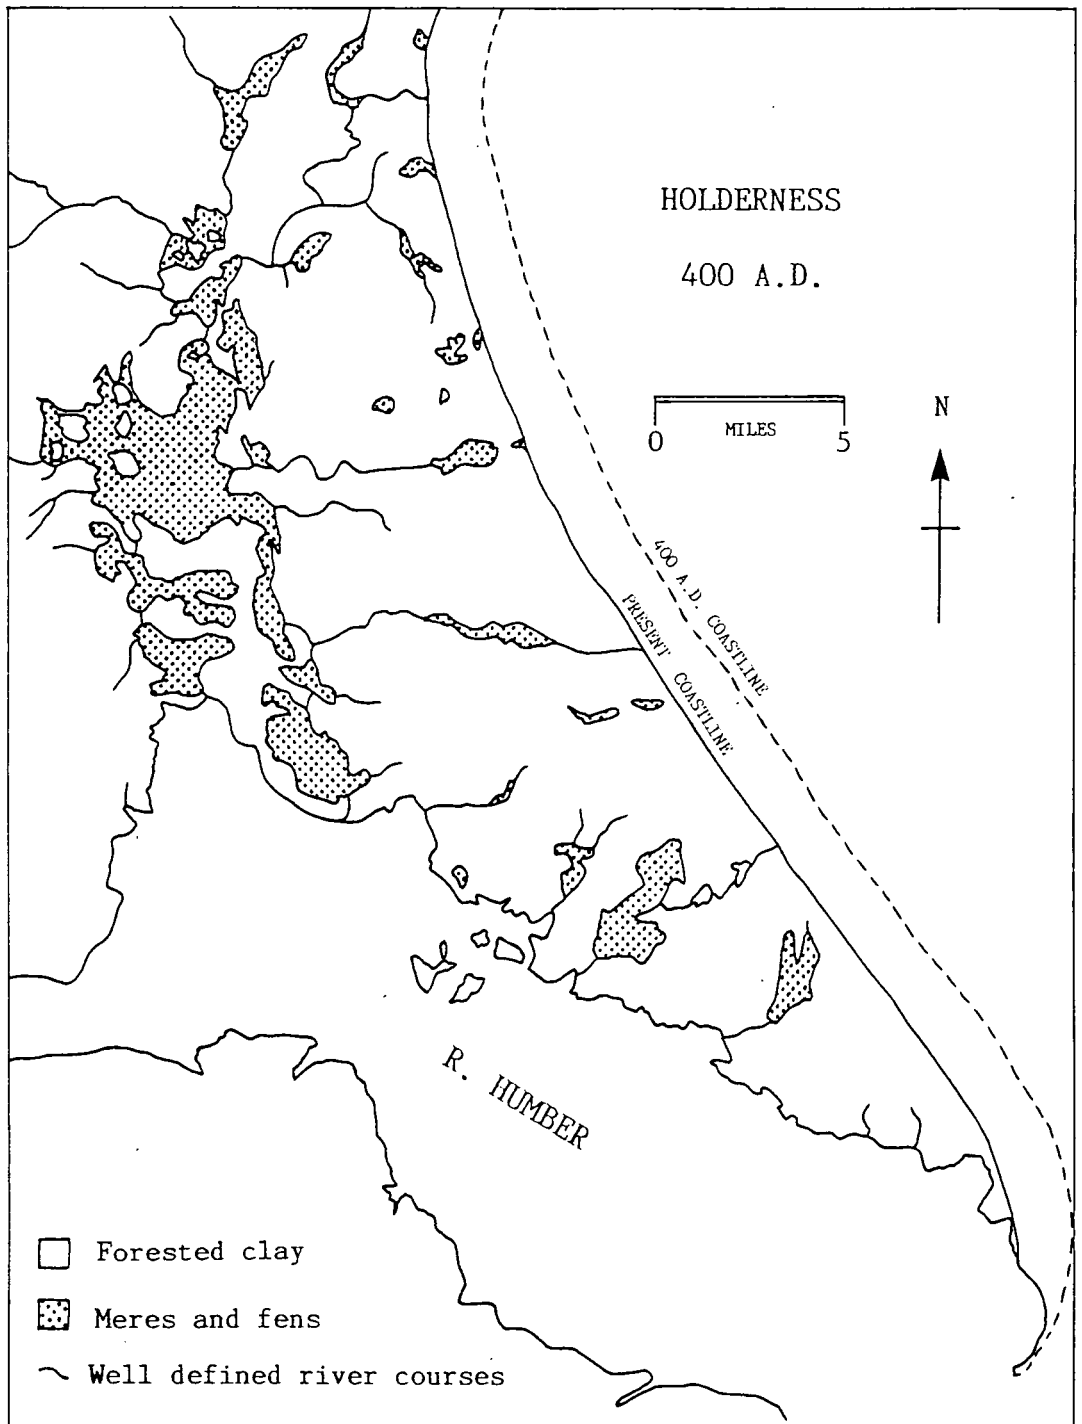 HOLDERNESS
400 A.D.
N
0 MILES 5
400 A.D. COASTLINE
PRESENT COASTLINE
R. HUMBER
Forested clay
Meres and fens
Well defined river courses